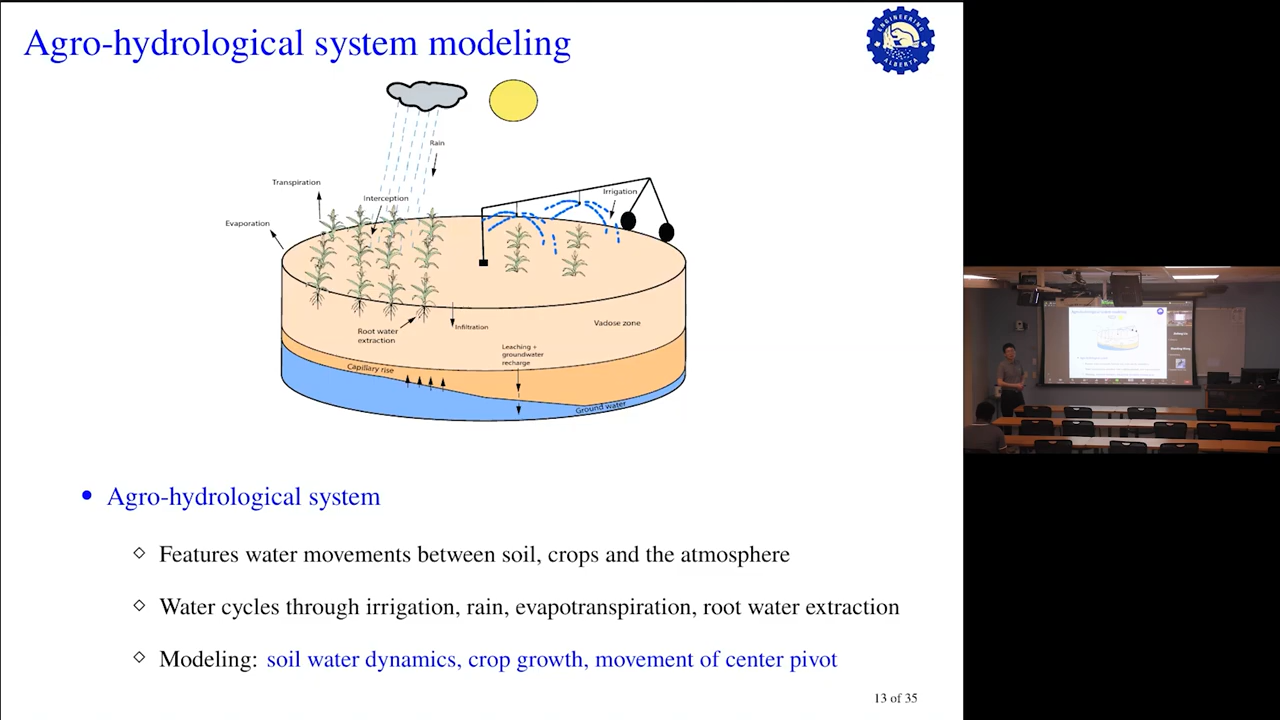 Agro-hydrological system modeling
ENGINEERING
ALBERTA
Rain
Transpiration
Interception
Irrigation
Evaporation
Root water
extraction
Infiltration
Vadose zone
Leaching +
groundwater
recharge
Capillary rise
Ground water
• Agro-hydrological system
◇ Features water movements between soil, crops and the atmosphere
◇ Water cycles through irrigation, rain, evapotranspiration, root water extraction
◇ Modeling: soil water dynamics, crop growth, movement of center pivot
13 of 35